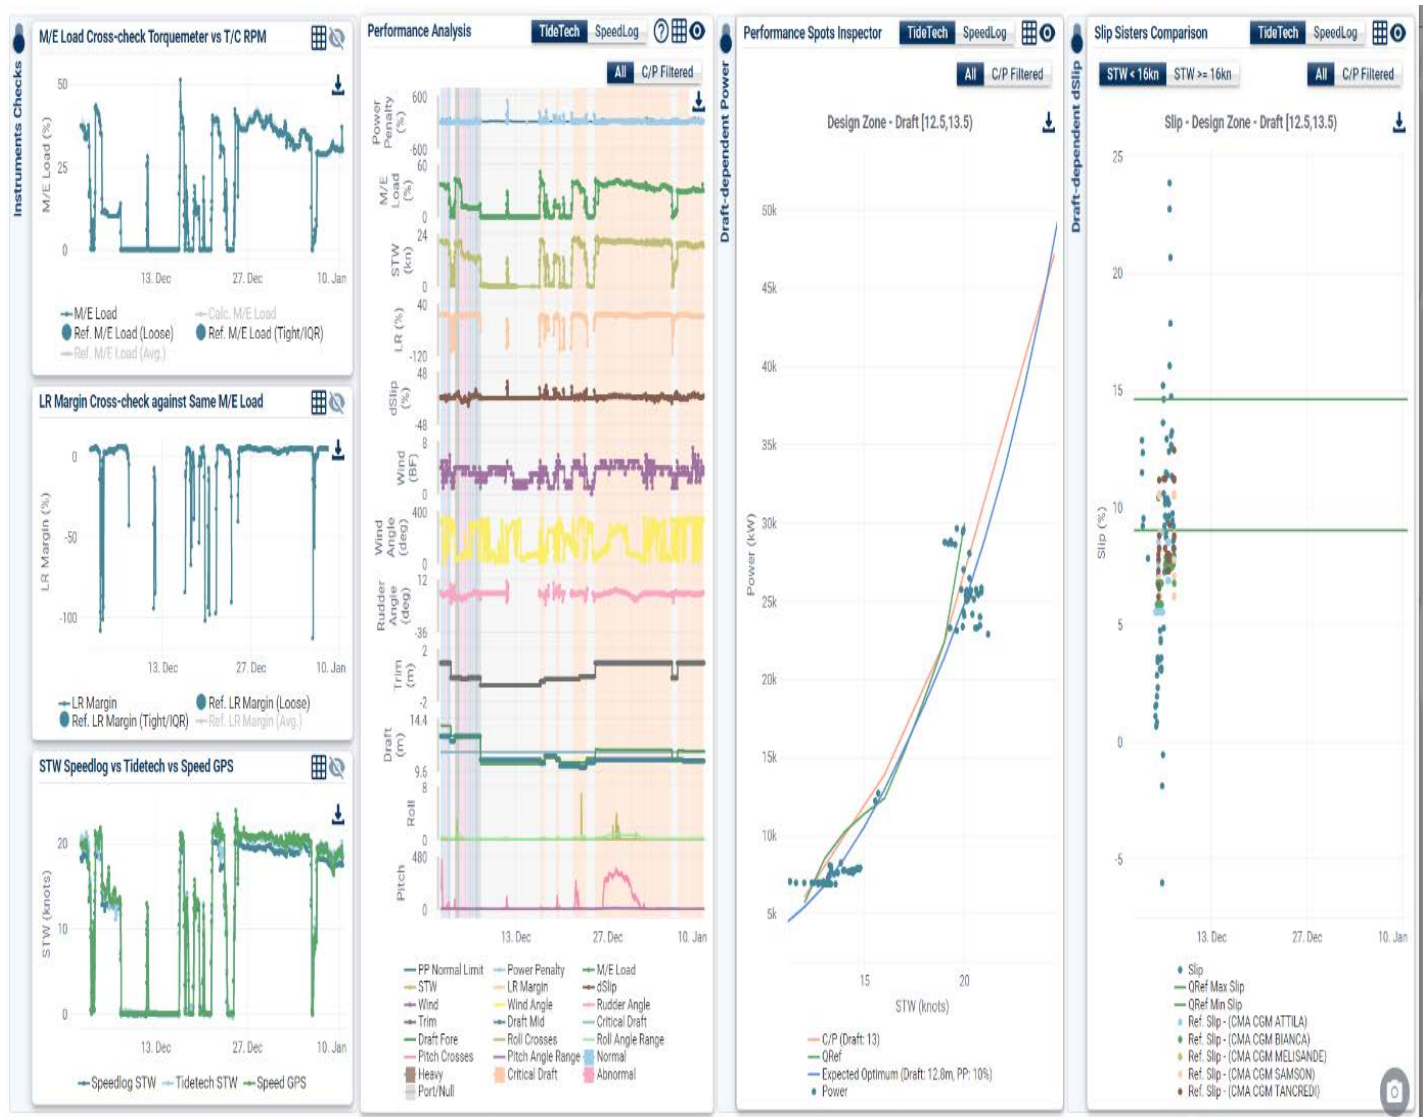 Instruments Checks
M/E Load Cross-check Torquemeter vs T/C RPM
M/E Load (%)
50
25
0
13. Dec
27. Dec
10. Jan
M/E Load
Calc. M/E Load
Ref. M/E Load (Loose)
Ref. M/E Load (Tight/IQR)
Ref. M/E Load (Avg.)
LR Margin Cross-check against Same M/E Load
LR Margin (%)
0
-50
-100
13. Dec
27. Dec
10. Jan
LR Margin
Ref. LR Margin (Loose)
Ref. LR Margin (Tight/IQR)
Ref. LR Margin (Avg.)
STW Speedlog vs Tidetech vs Speed GPS
STW (knots)
20
10
0
13. Dec
27. Dec
10. Jan
Speedlog STW
Tidetech STW
Speed GPS
Performance Analysis
TideTech
SpeedLog
?
All
C/P Filtered
Power Penalty (%)
600
-600
M/E Load (%)
60
0
STW (kn)
24
0
LR (%)
40
-120
dSlip (%)
48
-48
Wind (BF)
8
0
Wind Angle (deg)
400
0
Rudder Angle (deg)
12
-36
Trim (m)
2
-2
Draft (m)
14.4
9.6
Roll
8
0
Pitch
480
0
13. Dec
27. Dec
10. Jan
PP Normal Limit
Power Penalty
M/E Load
STW
LR Margin
dSlip
Wind
Wind Angle
Rudder Angle
Trim
Draft Mid
Critical Draft
Draft Fore
Roll Crosses
Roll Angle Range
Pitch Crosses
Pitch Angle Range
Normal
Heavy
Critical Draft
Abnormal
Port/Null
Draft-dependent Power
Performance Spots Inspector
TideTech
SpeedLog
All
C/P Filtered
Design Zone - Draft [12.5,13.5)
Power (kW)
50k
45k
40k
35k
30k
25k
20k
15k
10k
5k
15
20
STW (knots)
C/P (Draft: 13)
QRef
Expected Optimum (Draft: 12.8m, PP: 10%)
Power
Draft-dependent dSlip
Slip Sisters Comparison
TideTech
SpeedLog
STW < 16kn
STW >= 16kn
All
C/P Filtered
Slip - Design Zone - Draft [12.5,13.5)
Slip (%)
25
20
15
10
5
0
-5
13. Dec
27. Dec
10. Jan
Slip
QRef Max Slip
QRef Min Slip
Ref. Slip - (CMA CGM ATTILA)
Ref. Slip - (CMA CGM BIANCA)
Ref. Slip - (CMA CGM MELISANDE)
Ref. Slip - (CMA CGM SAMSON)
Ref. Slip - (CMA CGM TANCREDI)